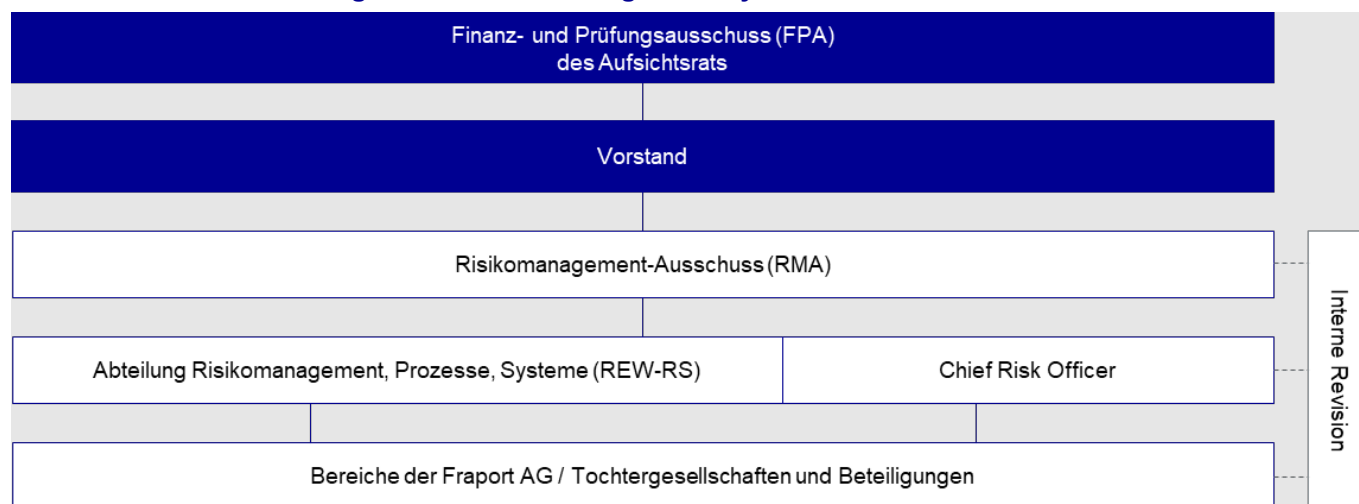 Finanz- und Prüfungsausschuss (FPA)
des Aufsichtsrats
Vorstand
Risikomanagement-Ausschuss (RMA)
Abteilung Risikomanagement, Prozesse, Systeme (REW-RS)
Chief Risk Officer
Bereiche der Fraport AG / Tochtergesellschaften und Beteiligungen
Interne Revision